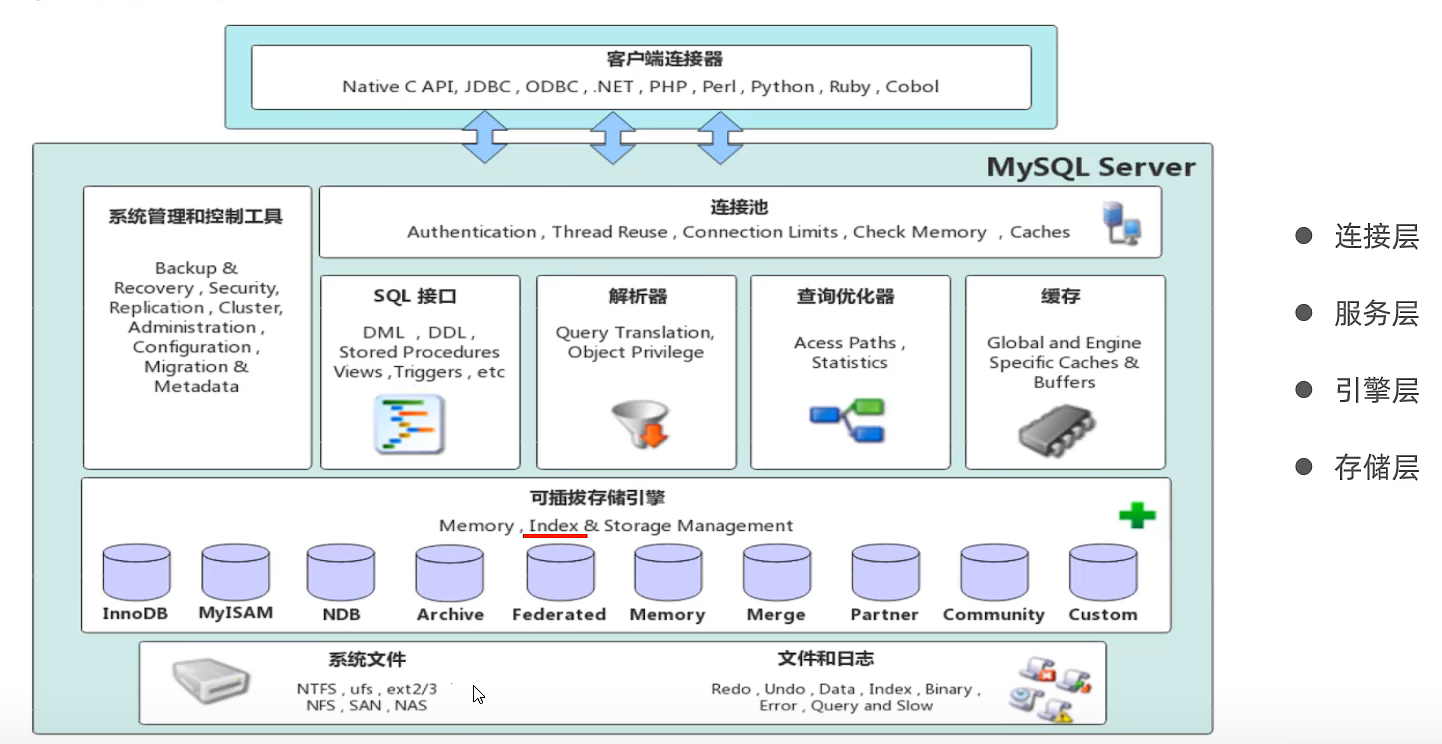 客户端连接器
Native C API, JDBC , ODBC , .NET , PHP , Perl , Python , Ruby , Cobol
MySQL Server
系统管理和控制工具
Backup &
Recovery , Security,
Replication , Cluster,
Administration ,
Configuration ,
Migration &
Metadata
连接池
Authentication , Thread Reuse , Connection Limits , Check Memory , Caches
SQL 接口
DML , DDL ,
Stored Procedures
Views ,Triggers , etc
解析器
Query Translation,
Object Privilege
查询优化器
Acess Paths ,
Statistics
缓存
Global and Engine
Specific Caches &
Buffers
可插拔存储引擎
Memory , Index & Storage Management
InnoDB
MyISAM
NDB
Archive
Federated
Memory
Merge
Partner
Community
Custom
系统文件
NTFS , ufs , ext2/3
NFS , SAN , NAS
文件和日志
Redo , Undo , Data , Index , Binary ,
Error , Query and Slow
连接层
服务层
引擎层
存储层